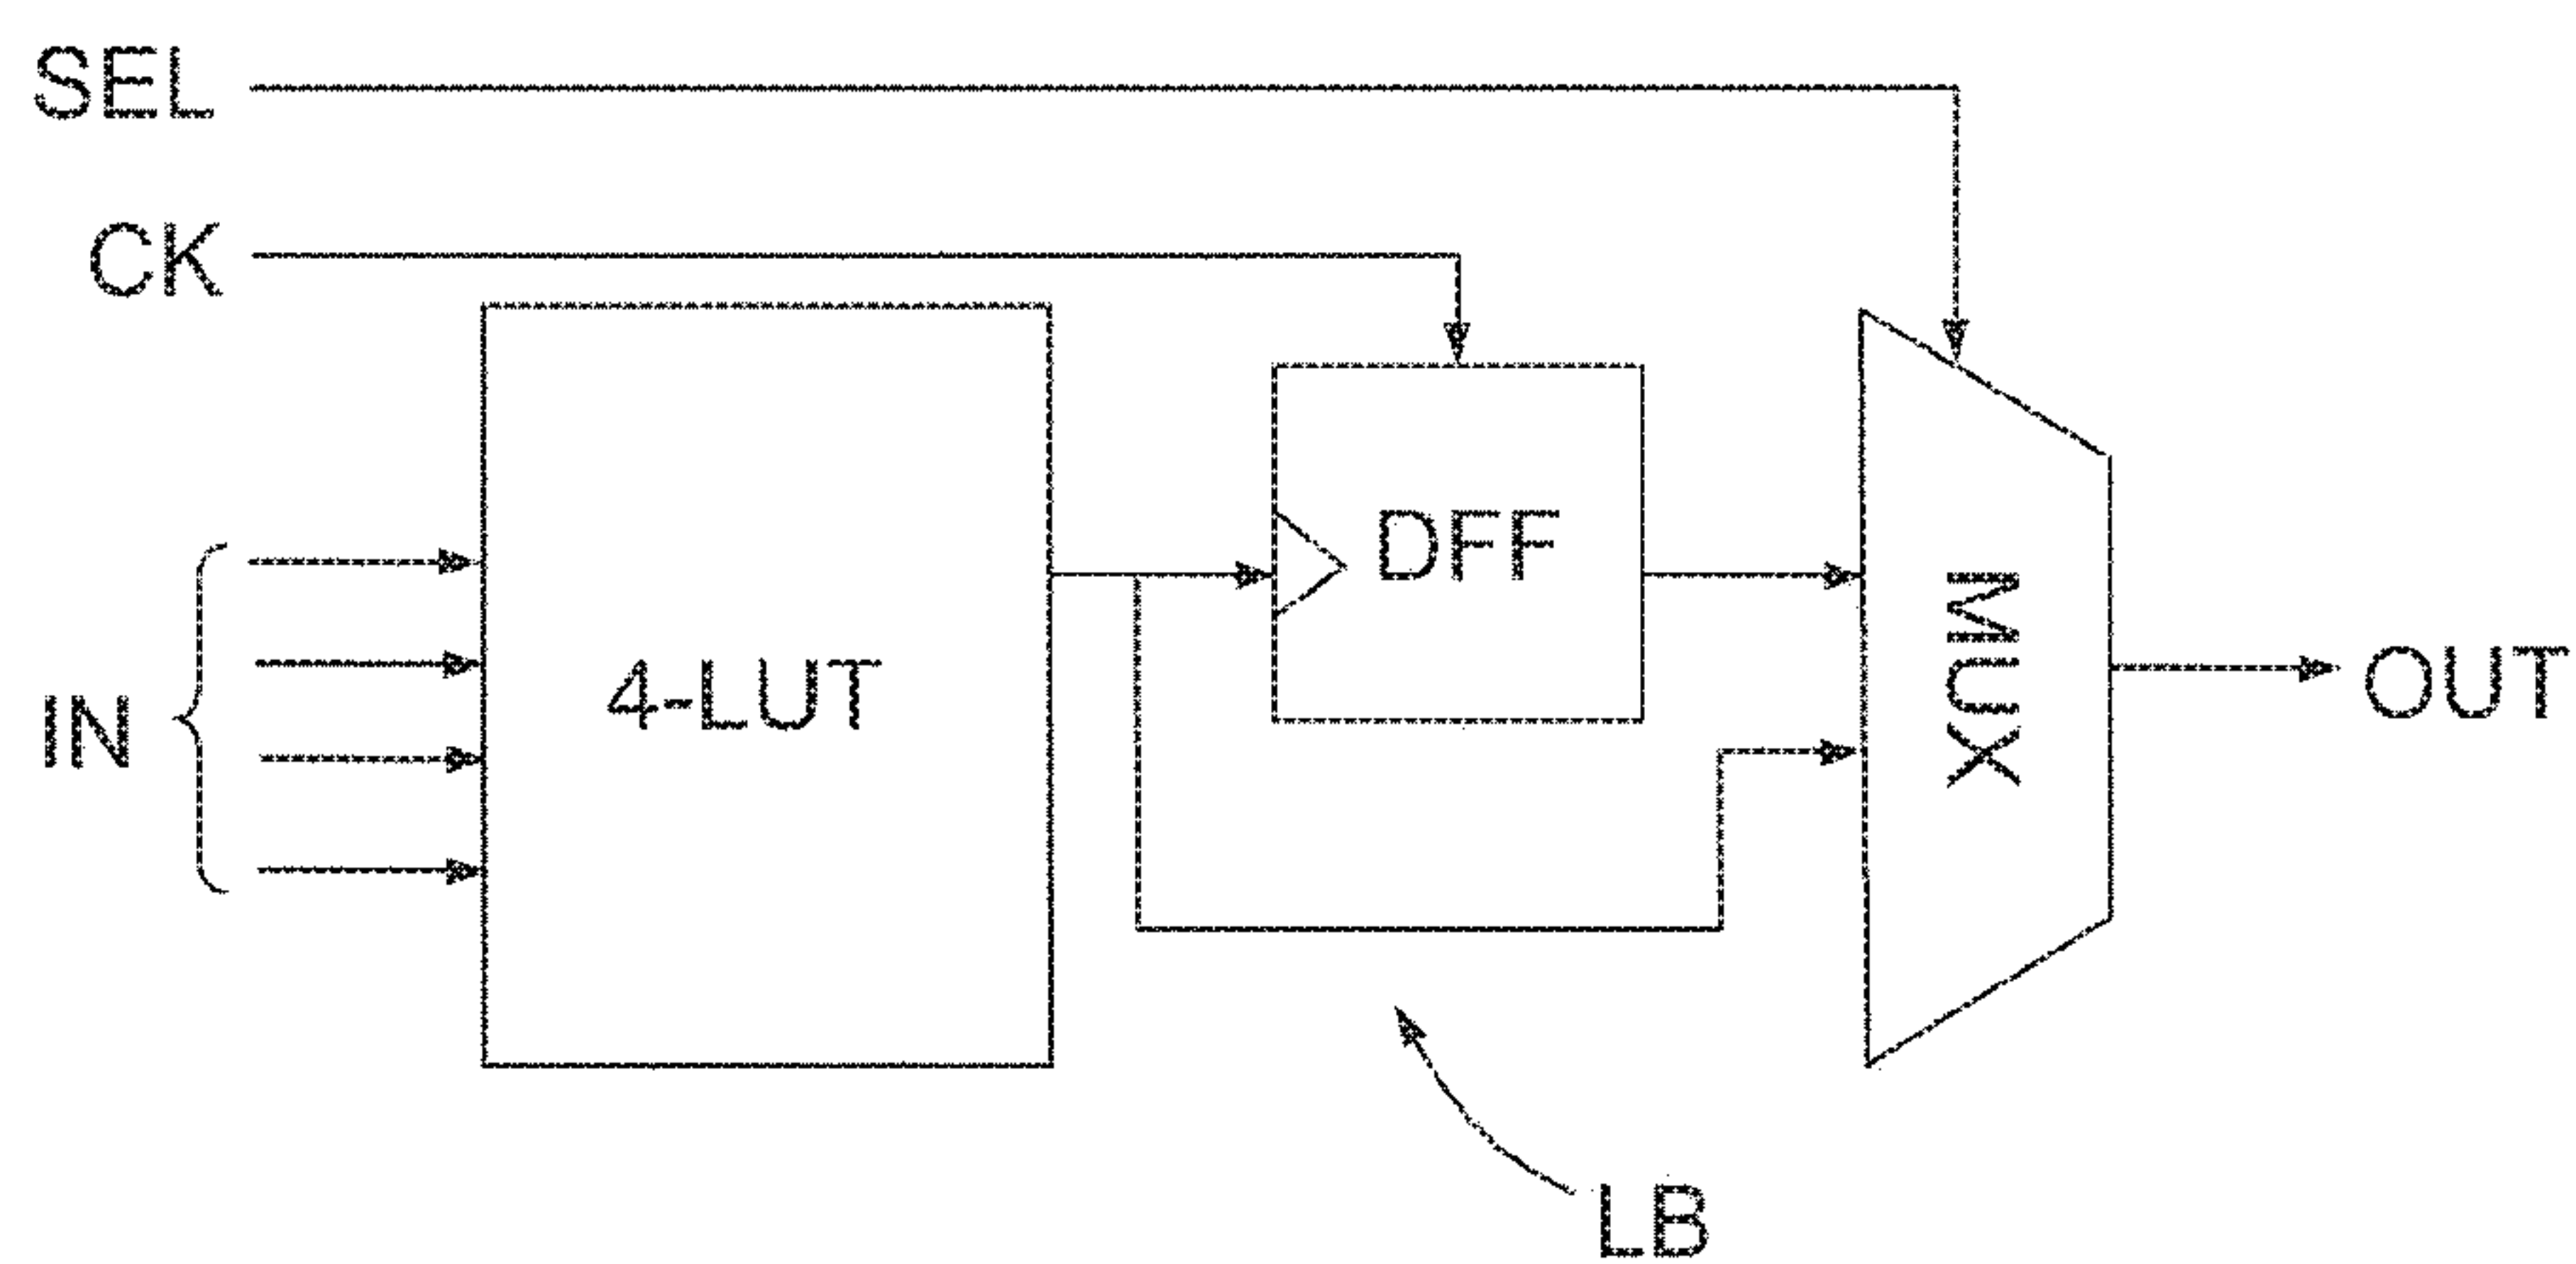 SEL
CK
IN
4-LUT
DFF
MUX
OUT
LB